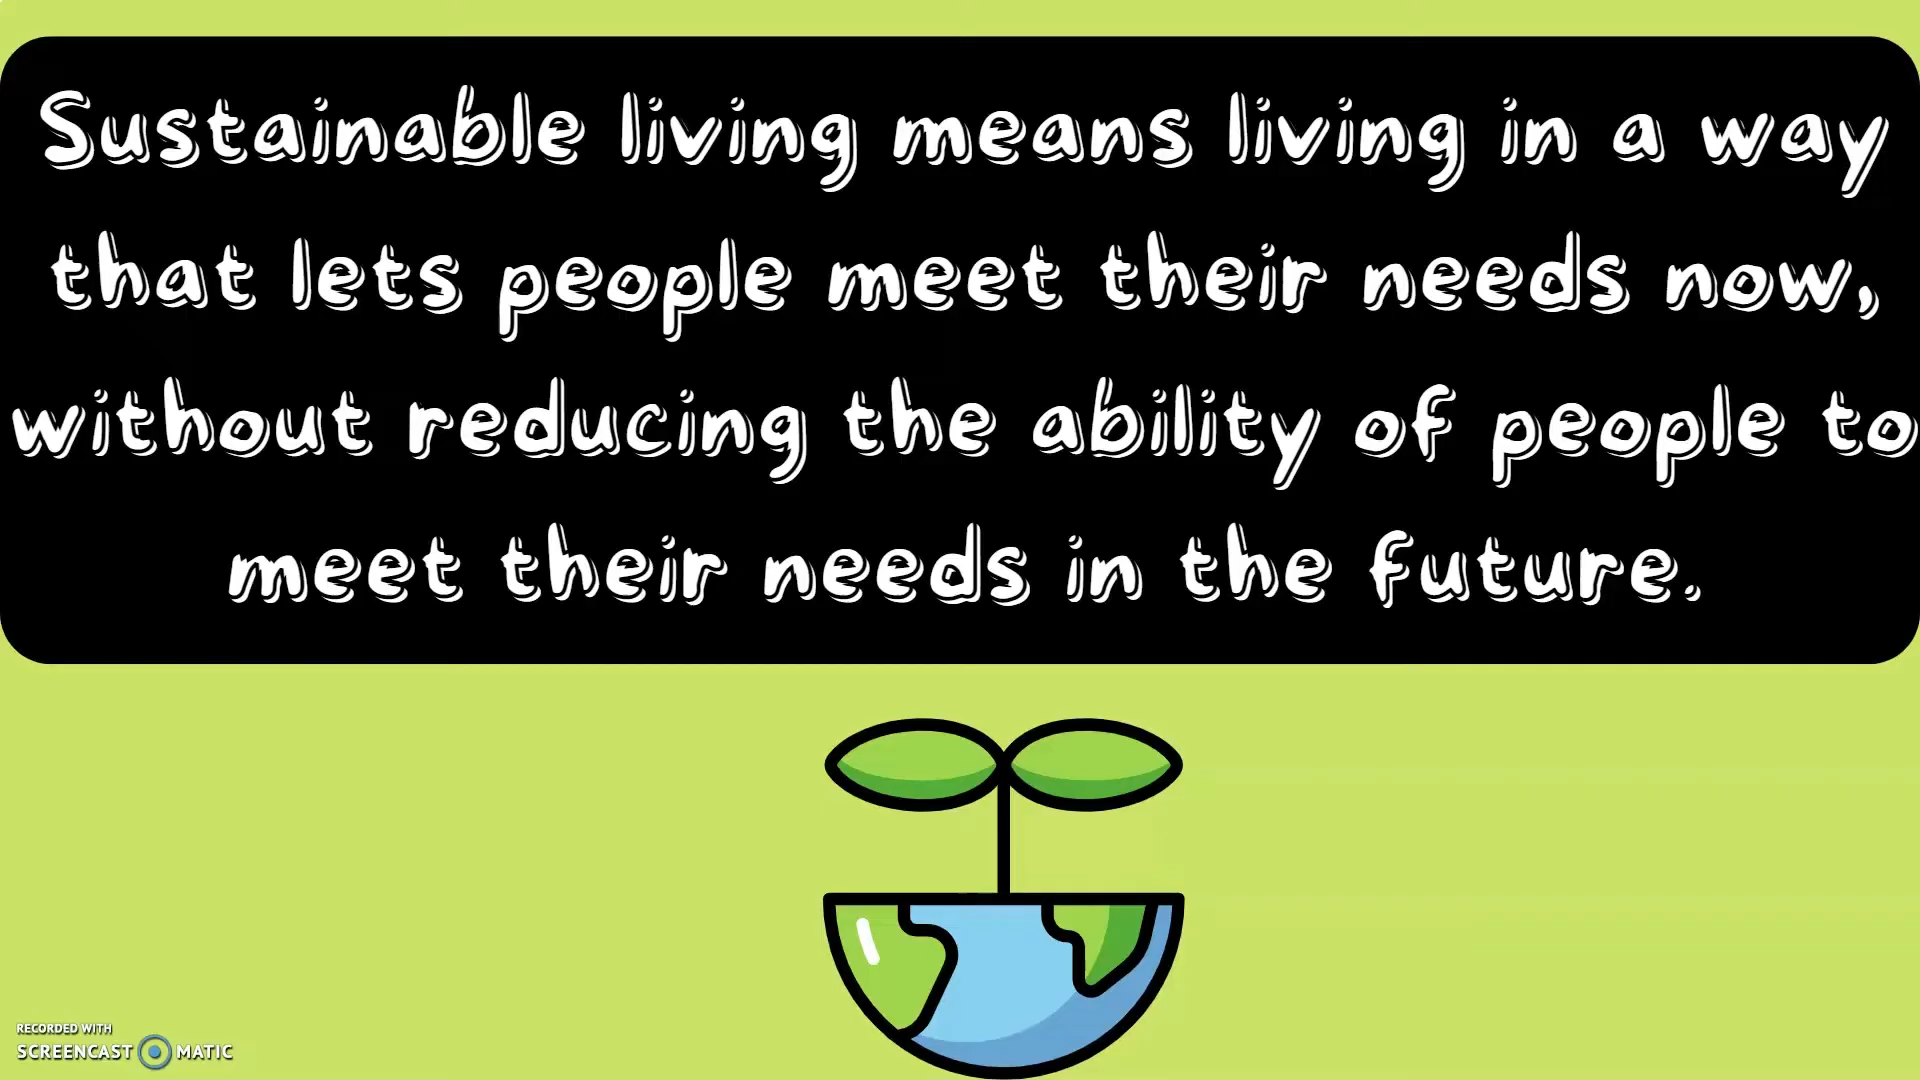 Sustainable living means living in a way
that lets people meet their needs now,
without reducing the ability of people to
meet their needs in the future.
RECORDED WITH
SCREENCAST MATIC